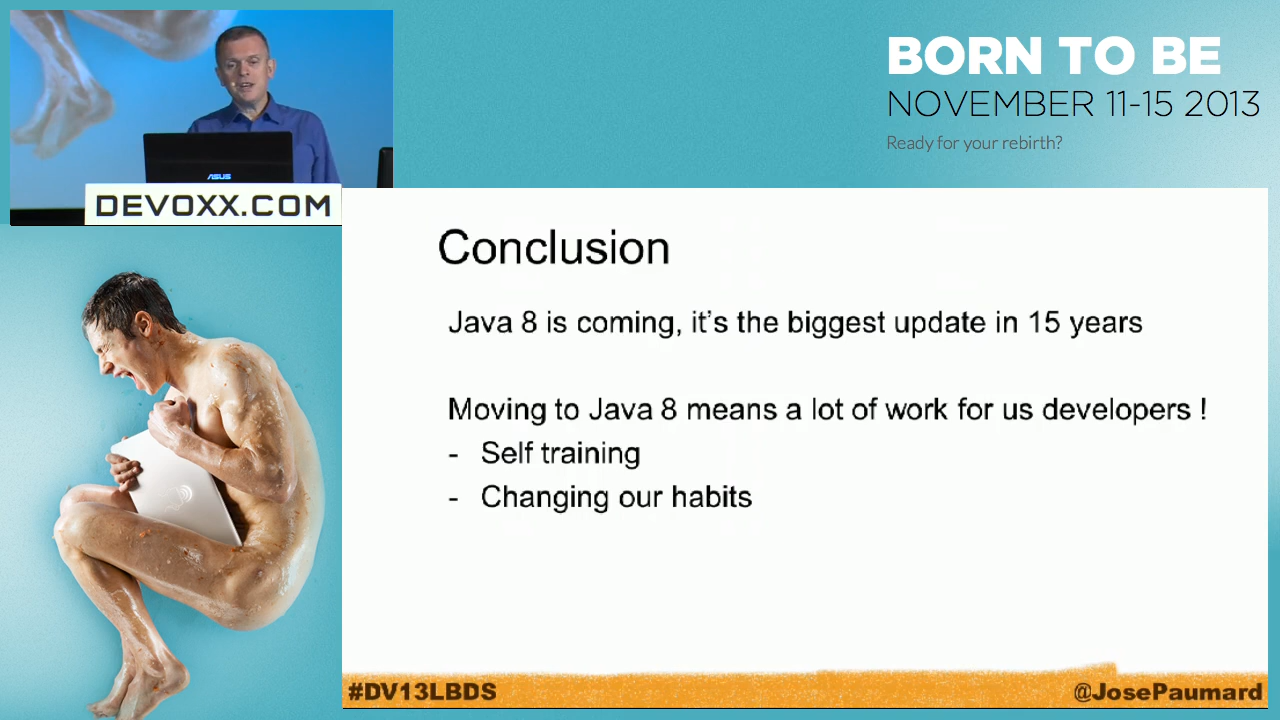 BORN TO BE
NOVEMBER 11-15 2013
Ready for your rebirth?
ASUS
DEVOXX.COM
Conclusion
Java 8 is coming, it's the biggest update in 15 years
Moving to Java 8 means a lot of work for us developers !
- Self training
- Changing our habits
#DV13LBDS
@JosePaumard